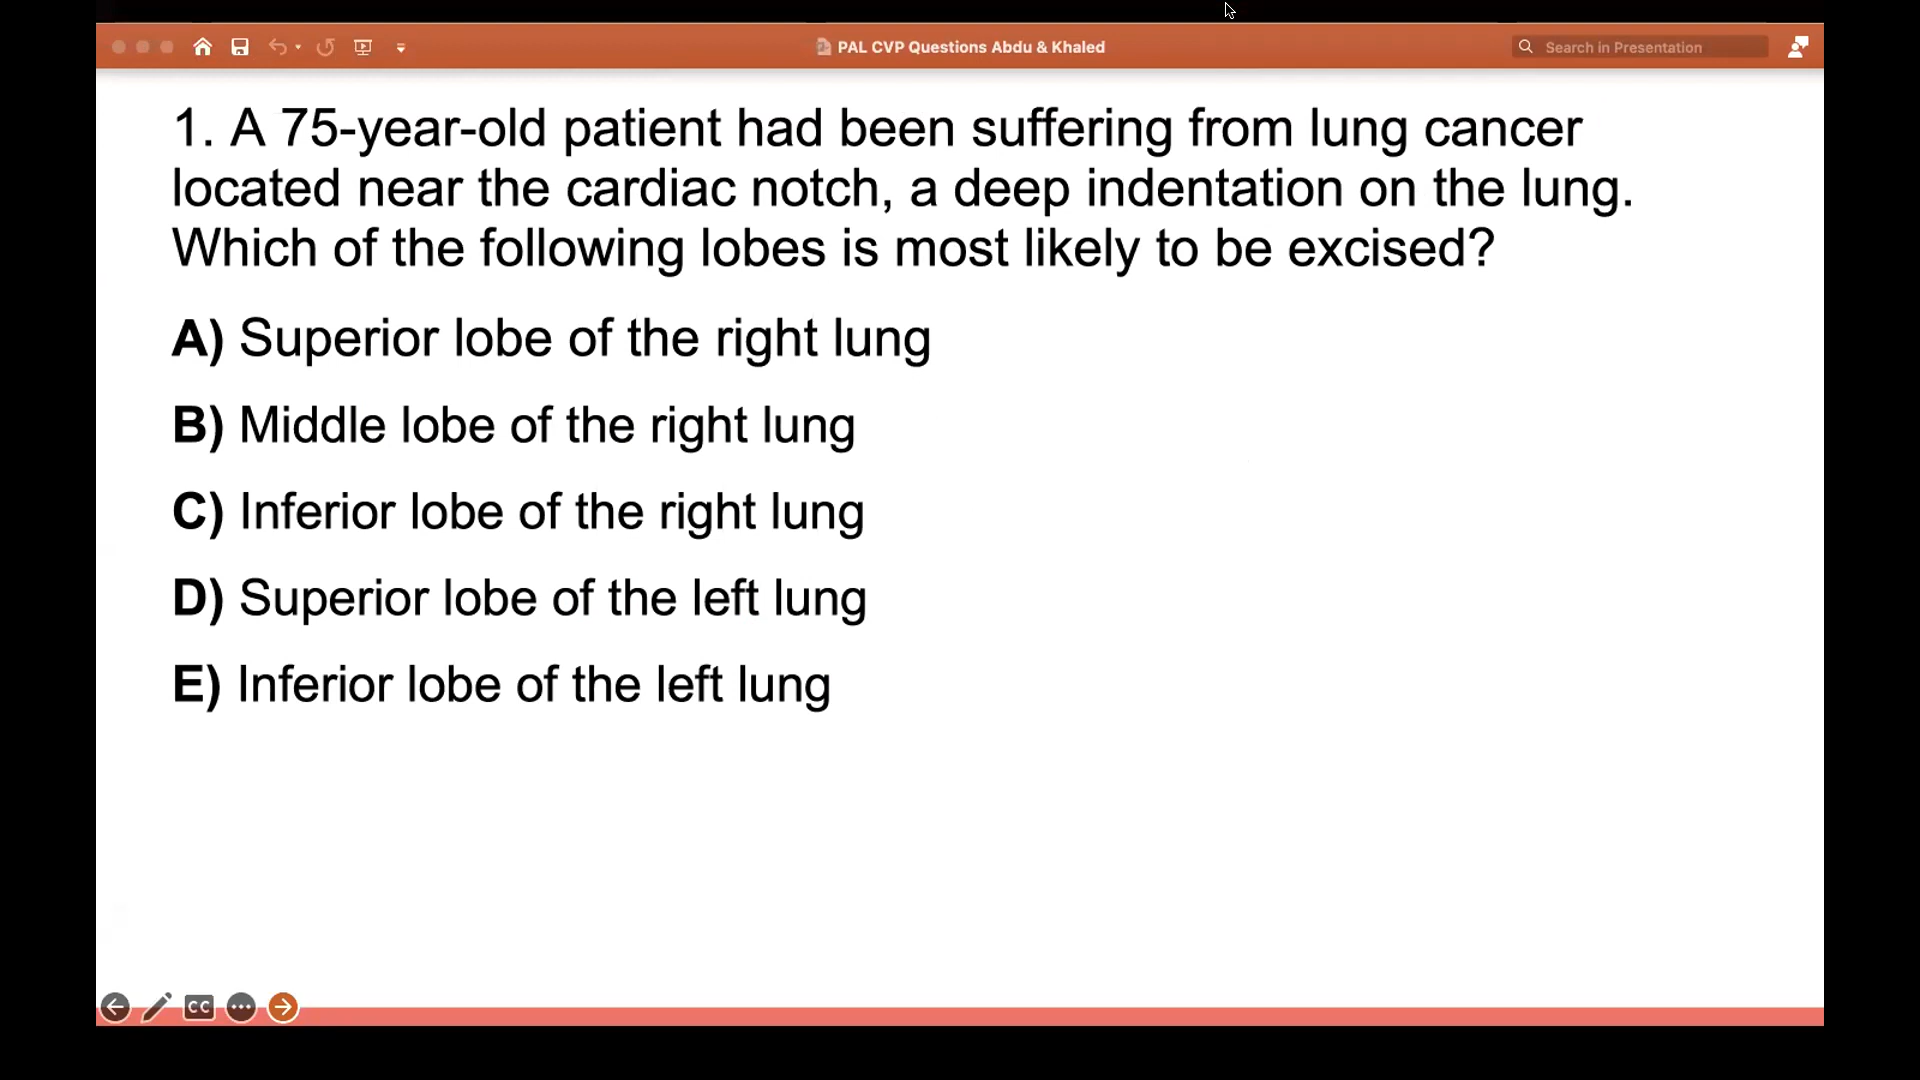 PAL CVP Questions Abdu & Khaled
Search in Presentation
1. A 75-year-old patient had been suffering from lung cancer
located near the cardiac notch, a deep indentation on the lung.
Which of the following lobes is most likely to be excised?
A) Superior lobe of the right lung
B) Middle lobe of the right lung
C) Inferior lobe of the right lung
D) Superior lobe of the left lung
E) Inferior lobe of the left lung
CC